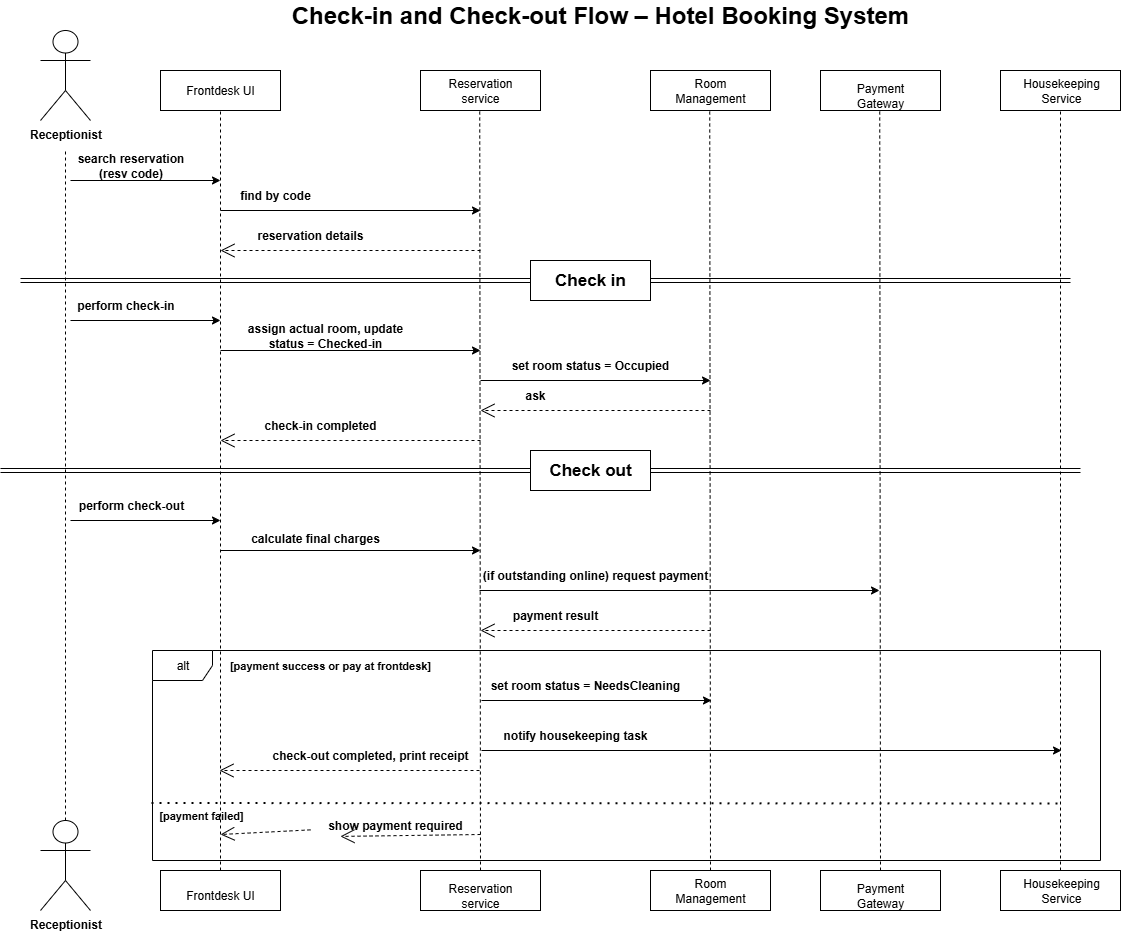 Check-in and Check-out Flow – Hotel Booking System
Frontdesk UI
Reservation
service
Room
Management
Payment
Gateway
Housekeeping
Service
Receptionist
search reservation
(resv code)
find by code
reservation details
Check in
perform check-in
assign actual room, update
status = Checked-in
set room status = Occupied
ask
check-in completed
Check out
perform check-out
calculate final charges
(if outstanding online) request payment
payment result
alt
[payment success or pay at frontdesk]
set room status = NeedsCleaning
notify housekeeping task
check-out completed, print receipt
[payment failed]
show payment required
Frontdesk UI
Reservation
service
Room
Management
Payment
Gateway
Housekeeping
Service
Receptionist